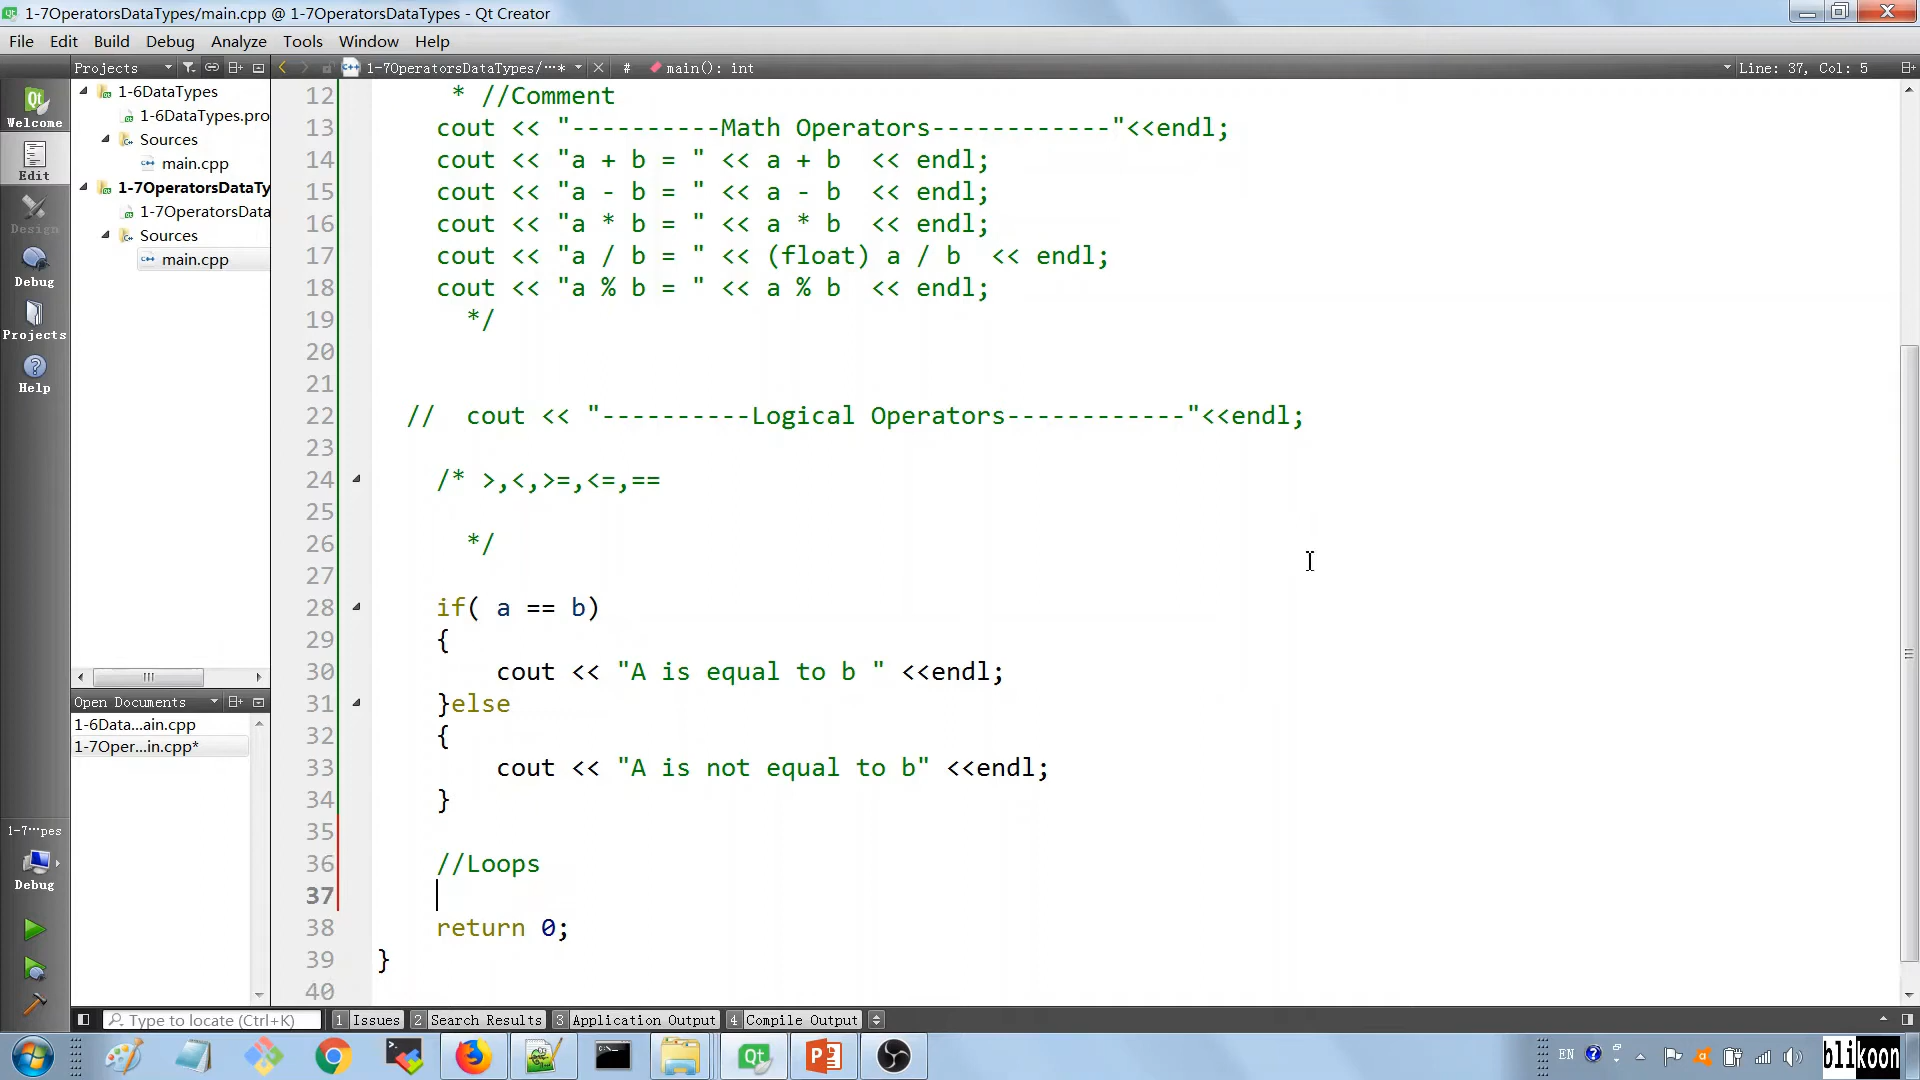 1-7OperatorsDataTypes/main.cpp @ 1-7OperatorsDataTypes - Qt Creator
File Edit Build Debug Analyze Tools Window Help
Projects 1-7OperatorsDataTypes/···* # main(): int Line: 37, Col: 5
Welcome
Edit
Design
Debug
Projects
Help
1-6DataTypes
1-6DataTypes.pro
Sources
main.cpp
1-7OperatorsDataTy
1-7OperatorsData
Sources
main.cpp
Open Documents
1-6Data...ain.cpp
1-7Oper...in.cpp*
1-7···pes
Debug
12 * //Comment
13 cout << "----------Math Operators------------"<<endl;
14 cout << "a + b = " << a + b  << endl;
15 cout << "a - b = " << a - b  << endl;
16 cout << "a * b = " << a * b  << endl;
17 cout << "a / b = " << (float) a / b  << endl;
18 cout << "a % b = " << a % b  << endl;
19 */
20
21
22 //  cout << "----------Logical Operators------------"<<endl;
23
24 /* >,<,>=,<=,==
25
26 */
27
28 if( a == b)
29 {
30 cout << "A is equal to b " <<endl;
31 }else
32 {
33 cout << "A is not equal to b" <<endl;
34 }
35
36 //Loops
37
38 return 0;
39 }
40
Type to locate (Ctrl+K) 1 Issues 2 Search Results 3 Application Output 4 Compile Output
EN
blikoon